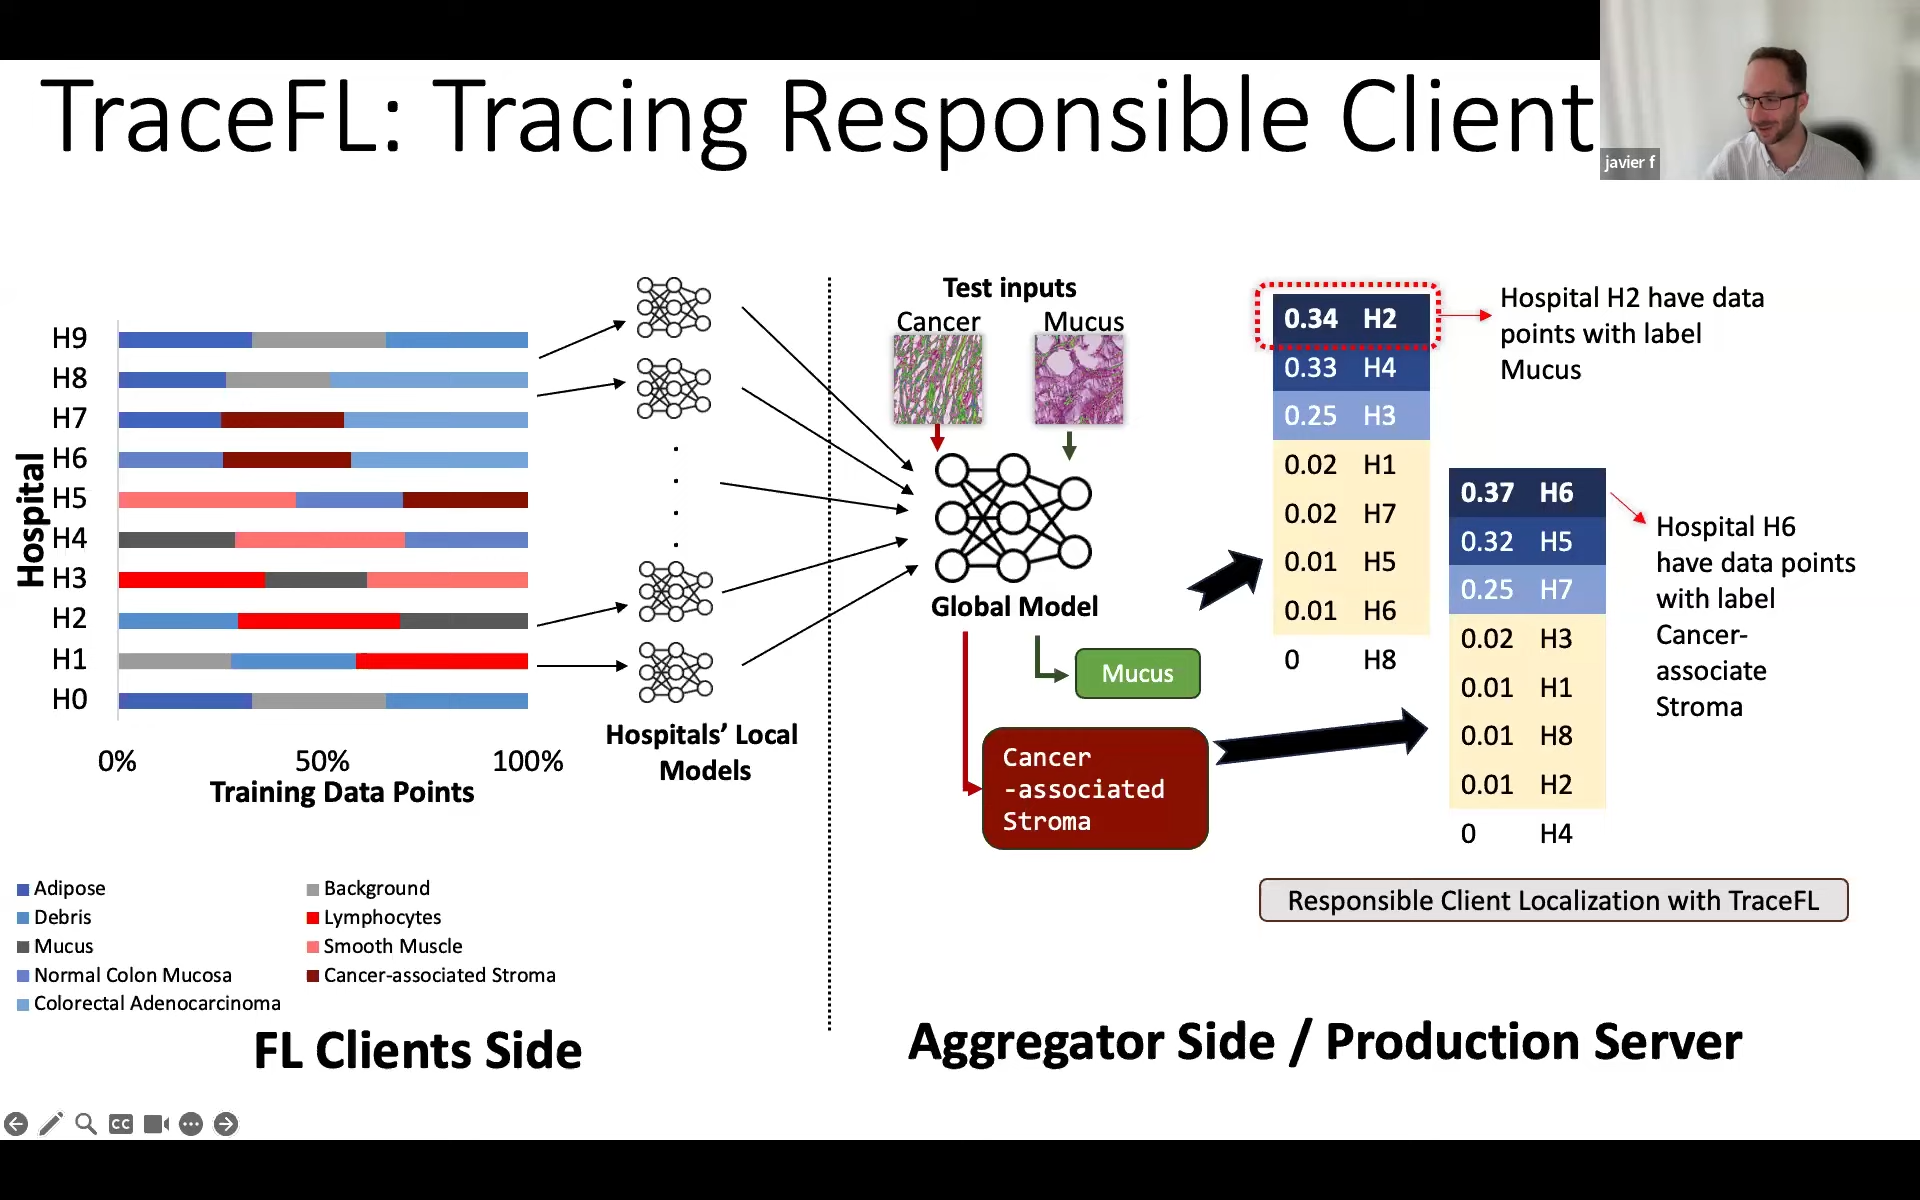 TraceFL: Tracing Responsible Client
javier f
Hospital
H9
H8
H7
H6
H5
H4
H3
H2
H1
H0
0% 50% 100%
Training Data Points
Hospitals’ Local
Models
Adipose
Background
Debris
Lymphocytes
Mucus
Smooth Muscle
Normal Colon Mucosa
Cancer-associated Stroma
Colorectal Adenocarcinoma
FL Clients Side
Test inputs
Cancer Mucus
Global Model
Mucus
Cancer
-associated
Stroma
0.34 H2
0.33 H4
0.25 H3
0.02 H1
0.02 H7
0.01 H5
0.01 H6
0 H8
Hospital H2 have data
points with label
Mucus
0.37 H6
0.32 H5
0.25 H7
0.02 H3
0.01 H1
0.01 H8
0.01 H2
0 H4
Hospital H6
have data points
with label
Cancer-
associate
Stroma
Responsible Client Localization with TraceFL
Aggregator Side / Production Server
CC